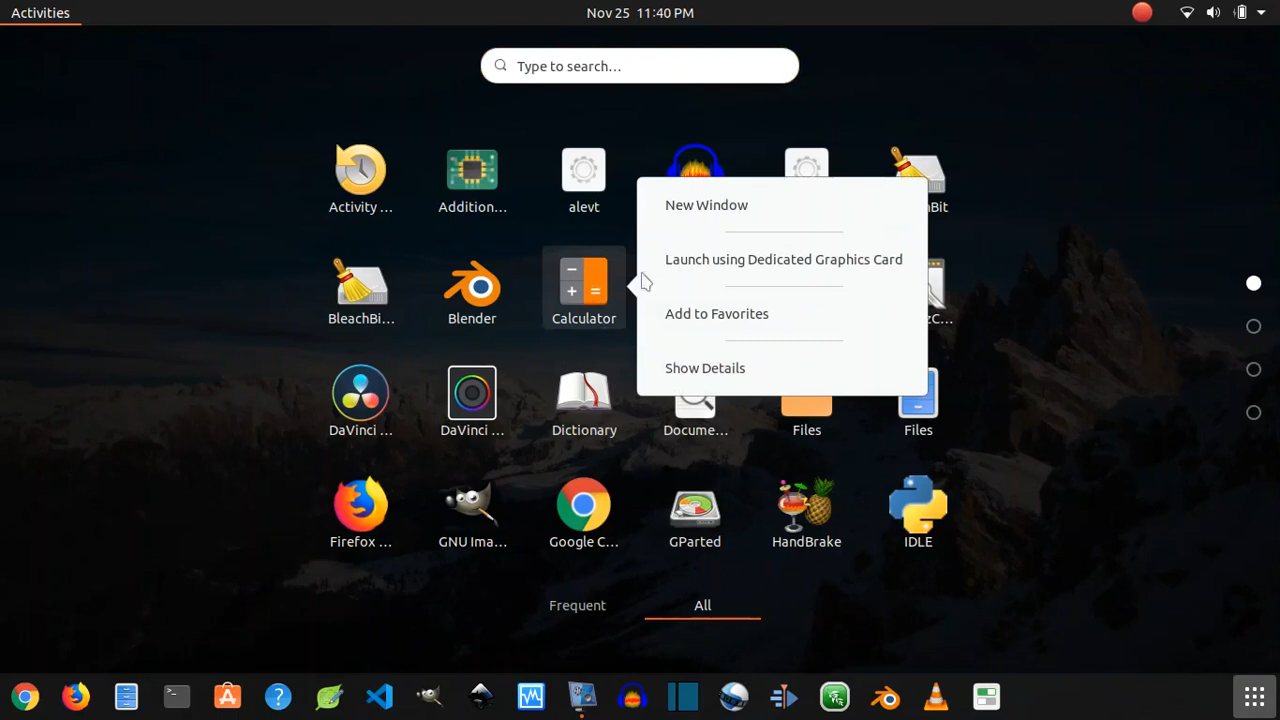 Activities
Nov 25 11:40 PM
Type to search…
Activity ...
Addition...
alevt
New Window
Launch using Dedicated Graphics Card
Add to Favorites
Show Details
BleachBi...
Blender
Calculator
DaVinci ...
DaVinci ...
Dictionary
Docume...
Files
Files
Firefox ...
GNU Ima...
Google C...
GParted
HandBrake
IDLE
Frequent
All